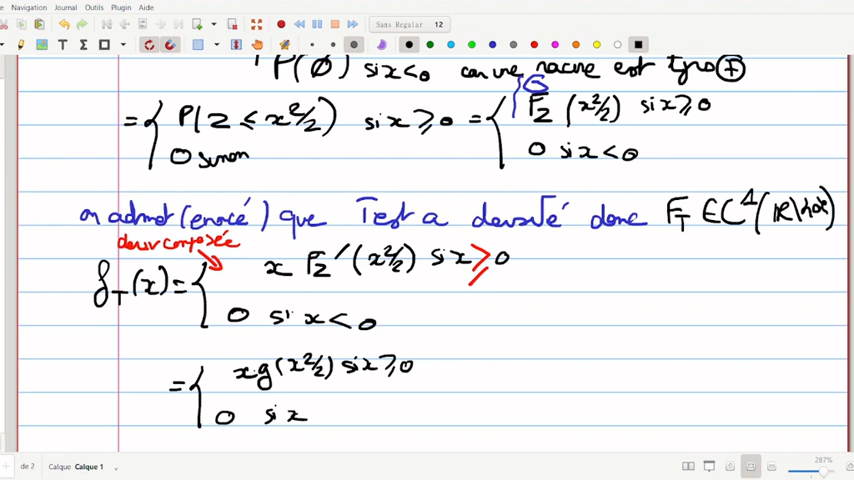 Navigation Journal Outils Plugin Aide
Sans Regular 12
P(∅) si x<0 car une racine est tjrs ⊕
= { P(Z ≤ x²/2) si x ≥ 0 = { F_Z (x²/2) si x ≥ 0
0 sinon 0 si x < 0
on admet (énoncé) que T est a densité donc F_T ∈ C¹(ℝ\{0})
deriv composée
f_T(x) = { x F_Z'(x²/2) si x ≥ 0
0 si x < 0
= { x g(x²/2) si x ≥ 0
0 si x
de 2 Calque Calque 1 287%